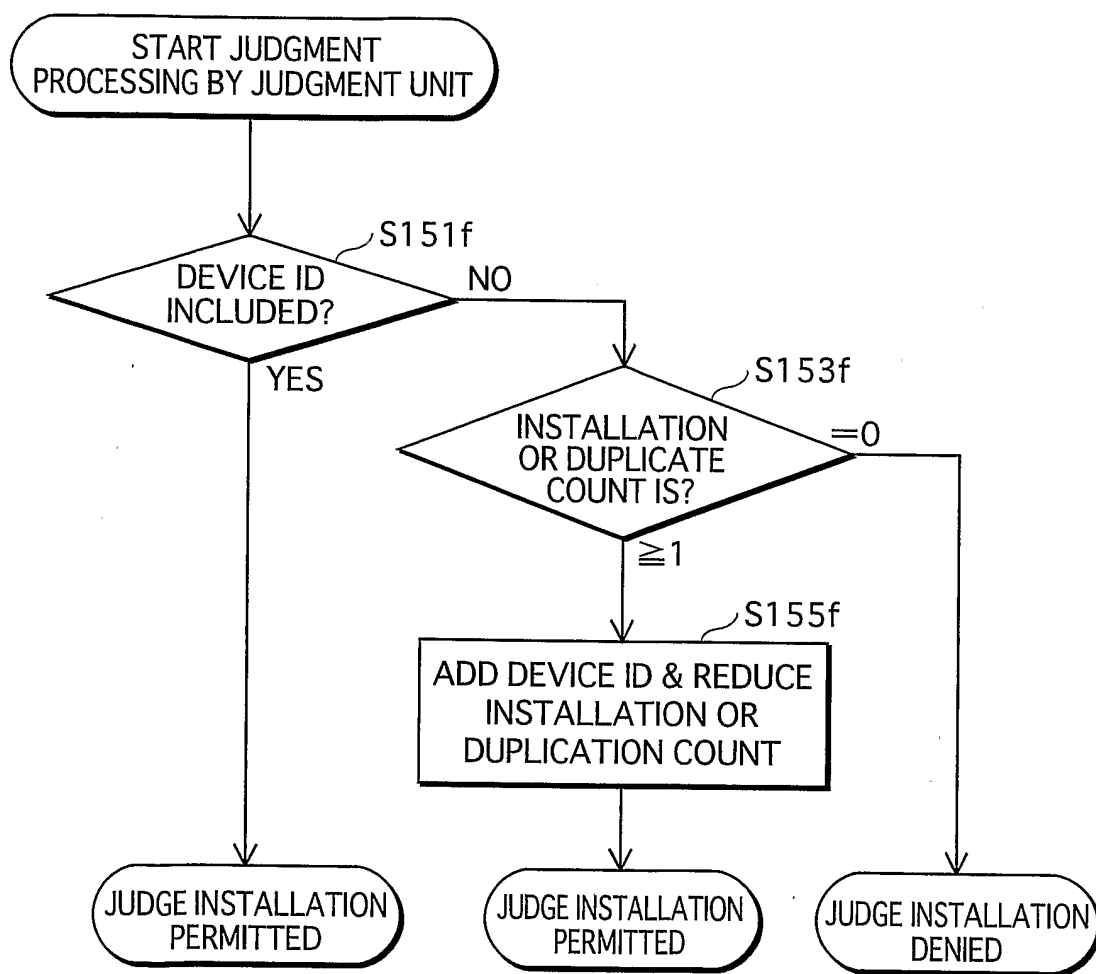 START JUDGMENT
PROCESSING BY JUDGMENT UNIT
S151f
DEVICE ID
INCLUDED?
NO
YES
S153f
INSTALLATION
OR DUPLICATE
COUNT IS?
=0
≧1
S155f
ADD DEVICE ID & REDUCE
INSTALLATION OR
DUPLICATION COUNT
JUDGE INSTALLATION
PERMITTED
JUDGE INSTALLATION
PERMITTED
JUDGE INSTALLATION
DENIED